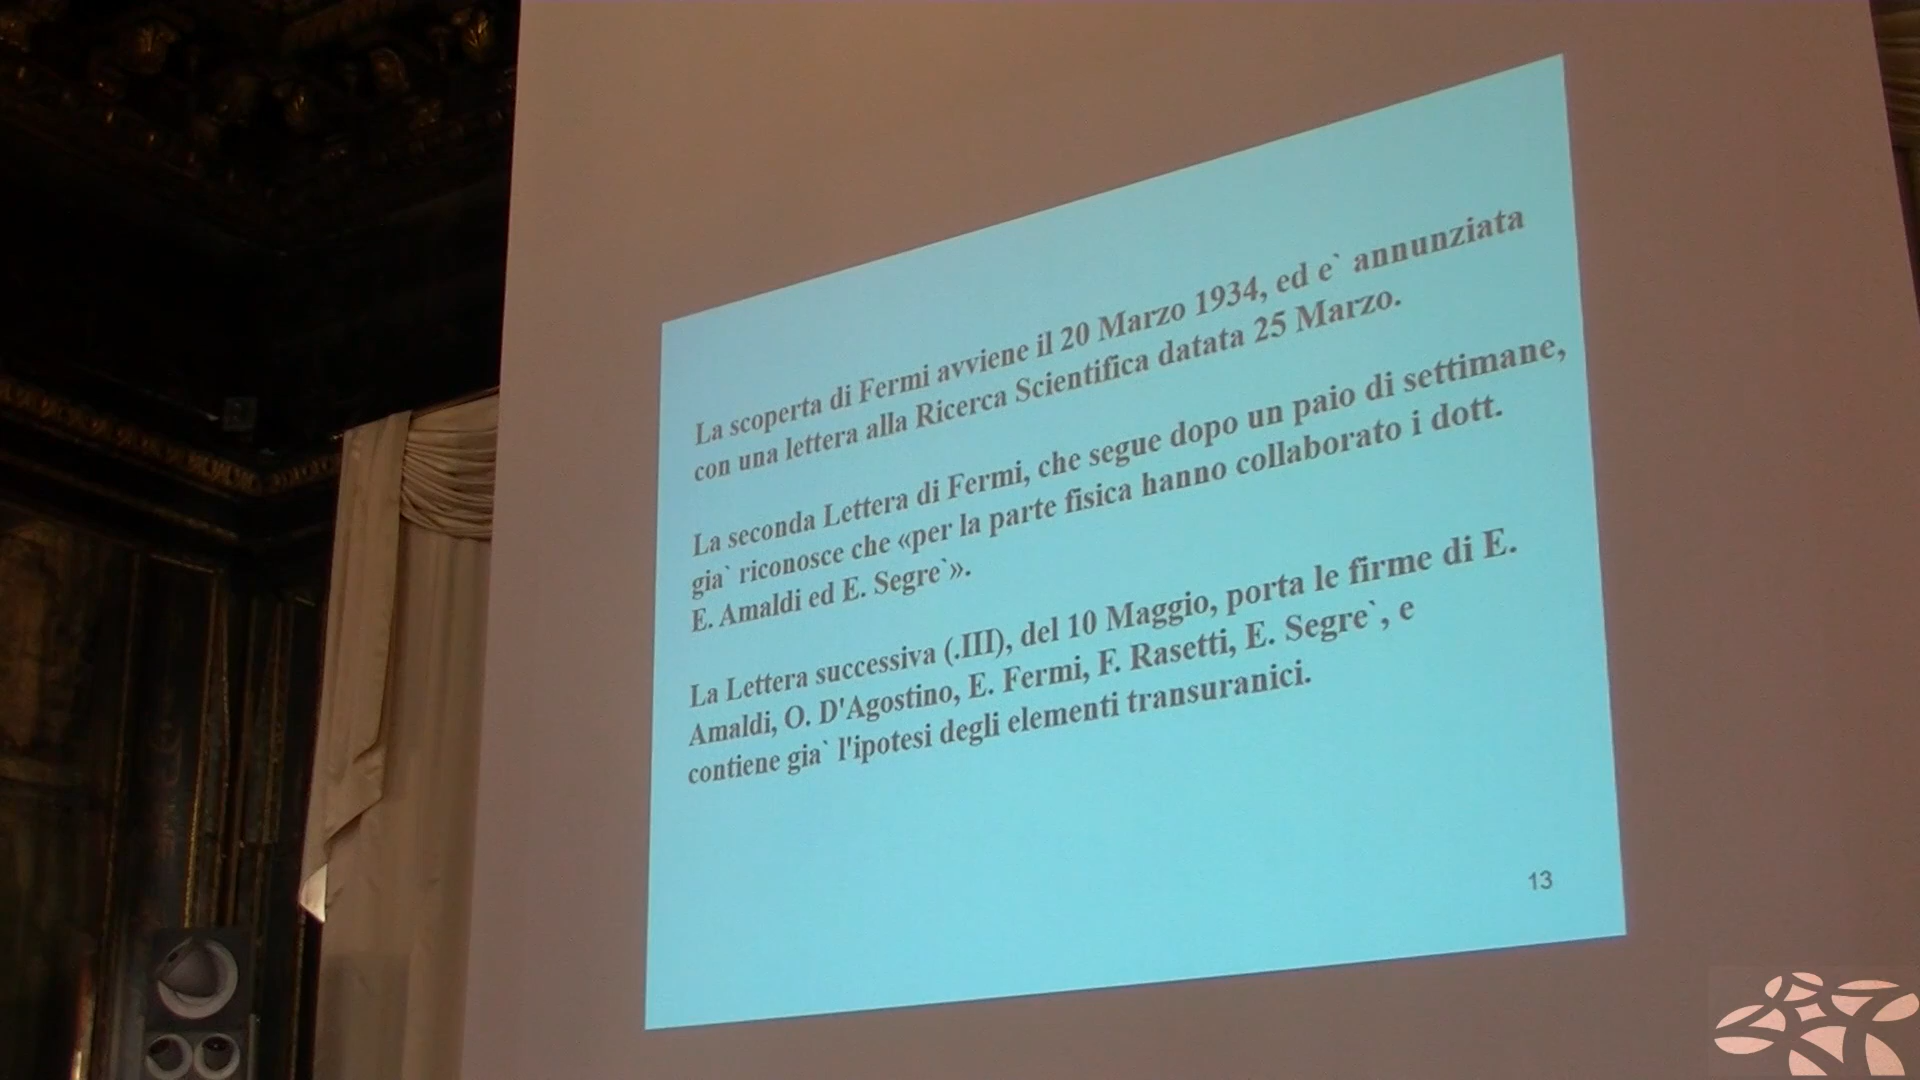 La scoperta di Fermi avviene il 20 Marzo 1934, ed e` annunziata
con una lettera alla Ricerca Scientifica datata 25 Marzo.
La seconda Lettera di Fermi, che segue dopo un paio di settimane,
gia` riconosce che «per la parte fisica hanno collaborato i dott.
E. Amaldi ed E. Segre`».
La Lettera successiva (.III), del 10 Maggio, porta le firme di E.
Amaldi, O. D'Agostino, E. Fermi, F. Rasetti, E. Segre`, e
contiene gia` l'ipotesi degli elementi transuranici.
13